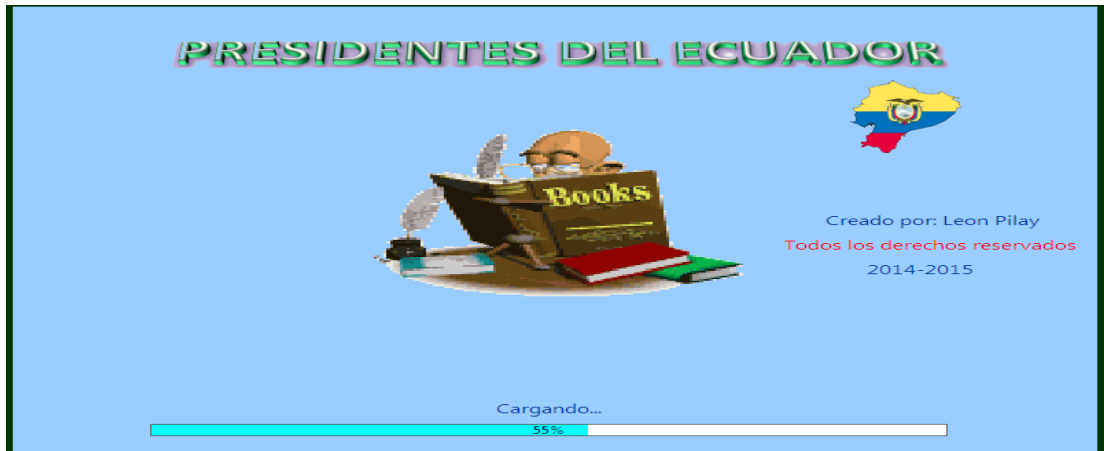 PRESIDENTES DEL ECUADOR
Books
Creado por: Leon Pilay
Todos los derechos reservados
2014-2015
Cargando...
55%